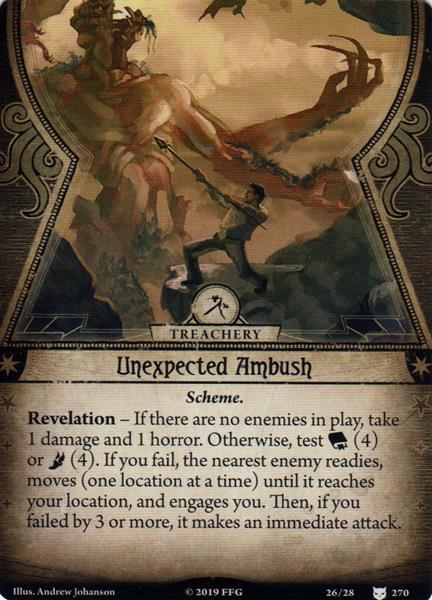 TREACHERY
Unexpected Ambush
Scheme.
Revelation – If there are no enemies in play, take
1 damage and 1 horror. Otherwise, test (4)
or (4). If you fail, the nearest enemy readies,
moves (one location at a time) until it reaches
your location, and engages you. Then, if you
failed by 3 or more, it makes an immediate attack.
Illus. Andrew Johanson © 2019 FFG 26/28 270